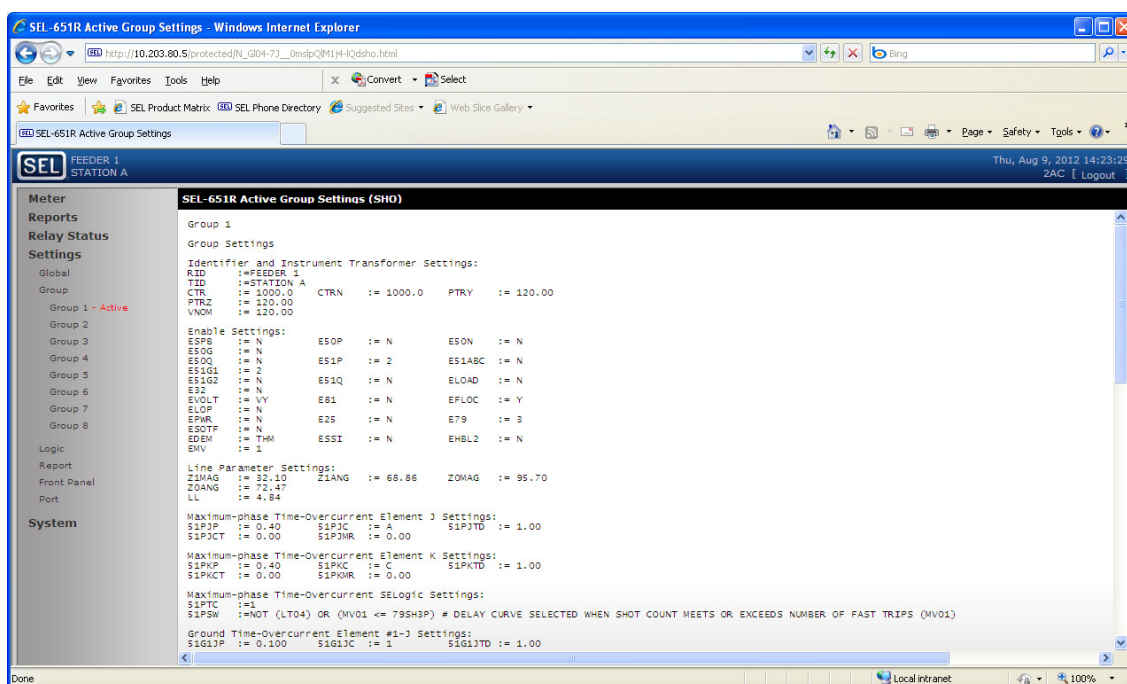 SEL-651R Active Group Settings - Windows Internet Explorer
http://10.203.80.5/protected/N_Gl04-7J__0mslpQlM1j4-lQdsho.html
Bing
File Edit View Favorites Tools Help
Convert
Select
Favorites
SEL Product Matrix
SEL Phone Directory
Suggested Sites
Web Slice Gallery
SEL-651R Active Group Settings
Page
Safety
Tools
SEL
FEEDER 1
STATION A
Thu, Aug 9, 2012 14:23:29
2AC [ Logout ]
Meter
Reports
Relay Status
Settings
Global
Group
Group 1 - Active
Group 2
Group 3
Group 4
Group 5
Group 6
Group 7
Group 8
Logic
Report
Front Panel
Port
System
SEL-651R Active Group Settings (SHO)
Group 1
Group Settings
Identifier and Instrument Transformer Settings:
RID :=FEEDER 1
TID :=STATION A
CTR := 1000.0 CTRN := 1000.0 PTRY := 120.00
PTRZ := 120.00
VNOM := 120.00
Enable Settings:
ESPB := N E50P := N E50N := N
E50G := N
E50Q := N E51P := 2 E51ABC := N
E51G1 := 2
E51G2 := N E51Q := N ELOAD := N
E32 := N
EVOLT := VY E81 := N EFLOC := Y
ELOP := N
EPWR := N E25 := N E79 := 3
ESOTF := N
EDEM := THM ESSI := N EHBL2 := N
EMV := 1
Line Parameter Settings:
Z1MAG := 32.10 Z1ANG := 68.86 Z0MAG := 95.70
Z0ANG := 72.47
LL := 4.84
Maximum-phase Time-Overcurrent Element J Settings:
51PJP := 0.40 51PJC := A 51PJTD := 1.00
51PJCT := 0.00 51PJMR := 0.00
Maximum-phase Time-Overcurrent Element K Settings:
51PKP := 0.40 51PKC := C 51PKTD := 1.00
51PKCT := 0.00 51PKMR := 0.00
Maximum-phase Time-Overcurrent SELogic Settings:
51PTC :=1
51PSW :=NOT (LT04) OR (MV01 <= 79SH3P) # DELAY CURVE SELECTED WHEN SHOT COUNT MEETS OR EXCEEDS NUMBER OF FAST TRIPS (MV01)
Ground Time-Overcurrent Element #1-J Settings:
51G1JP := 0.100 51G1JC := 1 51G1JTD := 1.00
Done
Local intranet
100%